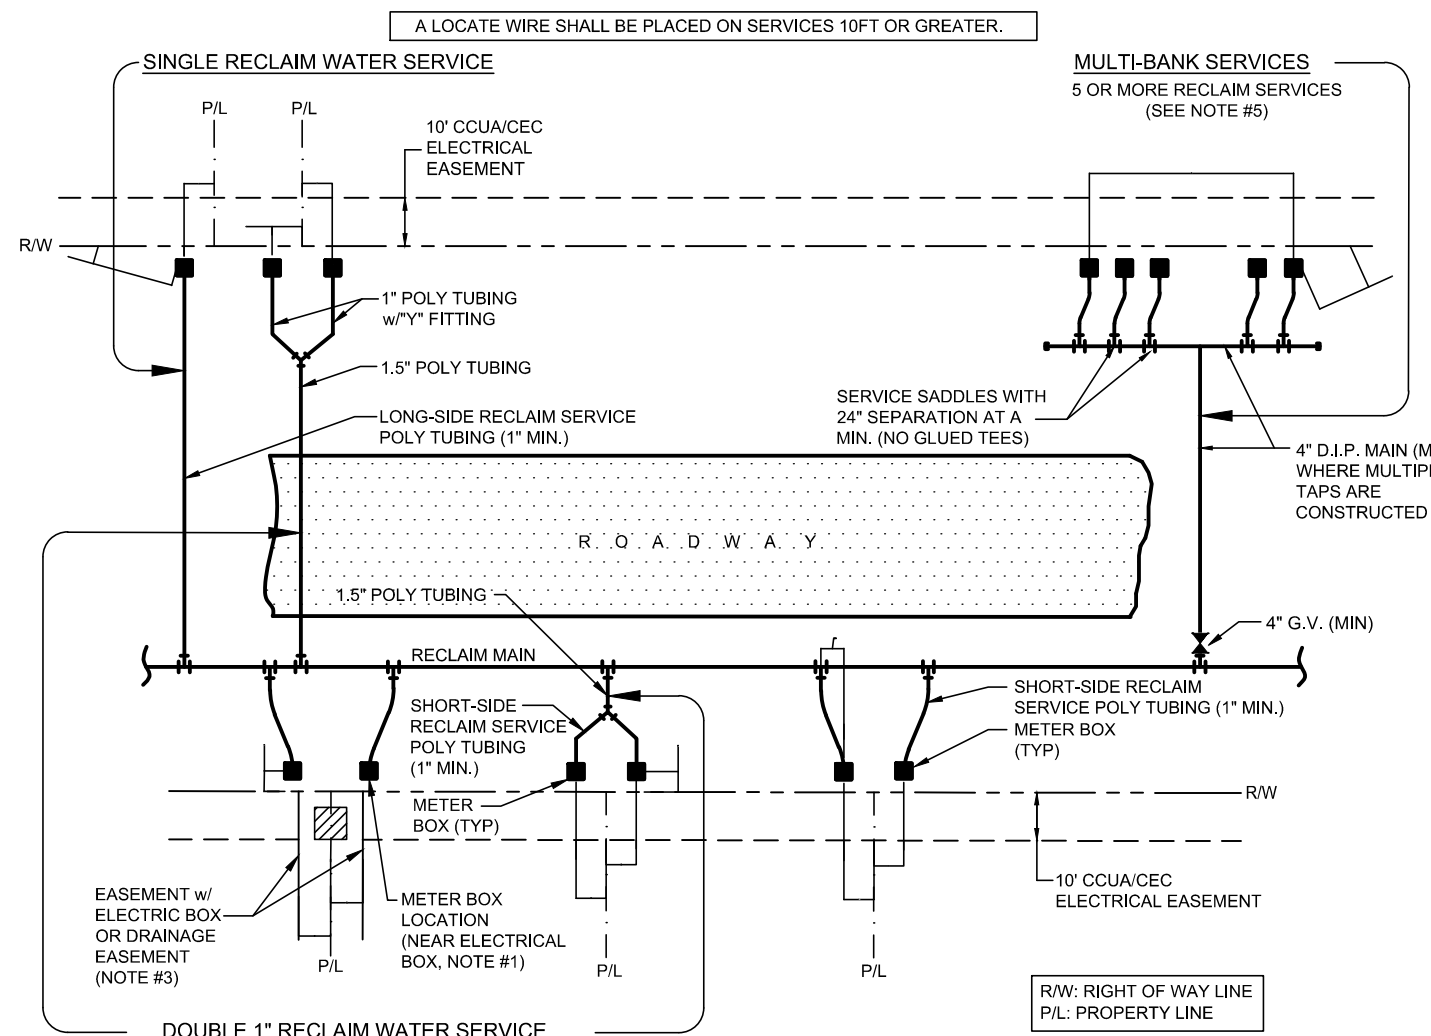 A LOCATE WIRE SHALL BE PLACED ON SERVICES 10FT OR GREATER.
SINGLE RECLAIM WATER SERVICE
MULTI-BANK SERVICES
5 OR MORE RECLAIM SERVICES
(SEE NOTE #5)
P/L
P/L
10' CCUA/CEC
ELECTRICAL
EASEMENT
R/W
1" POLY TUBING
w/"Y" FITTING
1.5" POLY TUBING
LONG-SIDE RECLAIM SERVICE
POLY TUBING (1" MIN.)
SERVICE SADDLES WITH
24" SEPARATION AT A
MIN. (NO GLUED TEES)
4" D.I.P. MAIN (M
WHERE MULTIP
TAPS ARE
CONSTRUCTED
ROADWAY
1.5" POLY TUBING
4" G.V. (MIN)
RECLAIM MAIN
SHORT-SIDE
RECLAIM SERVICE
POLY TUBING
(1" MIN.)
SHORT-SIDE RECLAIM
SERVICE POLY TUBING (1" MIN.)
METER BOX
(TYP)
METER
BOX (TYP)
R/W
EASEMENT w/
ELECTRIC BOX
OR DRAINAGE
EASEMENT
(NOTE #3)
P/L
METER BOX
LOCATION
(NEAR ELECTRICAL
BOX, NOTE #1)
P/L
P/L
10' CCUA/CEC
ELECTRICAL EASEMENT
R/W: RIGHT OF WAY LINE
P/L: PROPERTY LINE
DOUBLE 1" RECLAIM WATER SERVICE